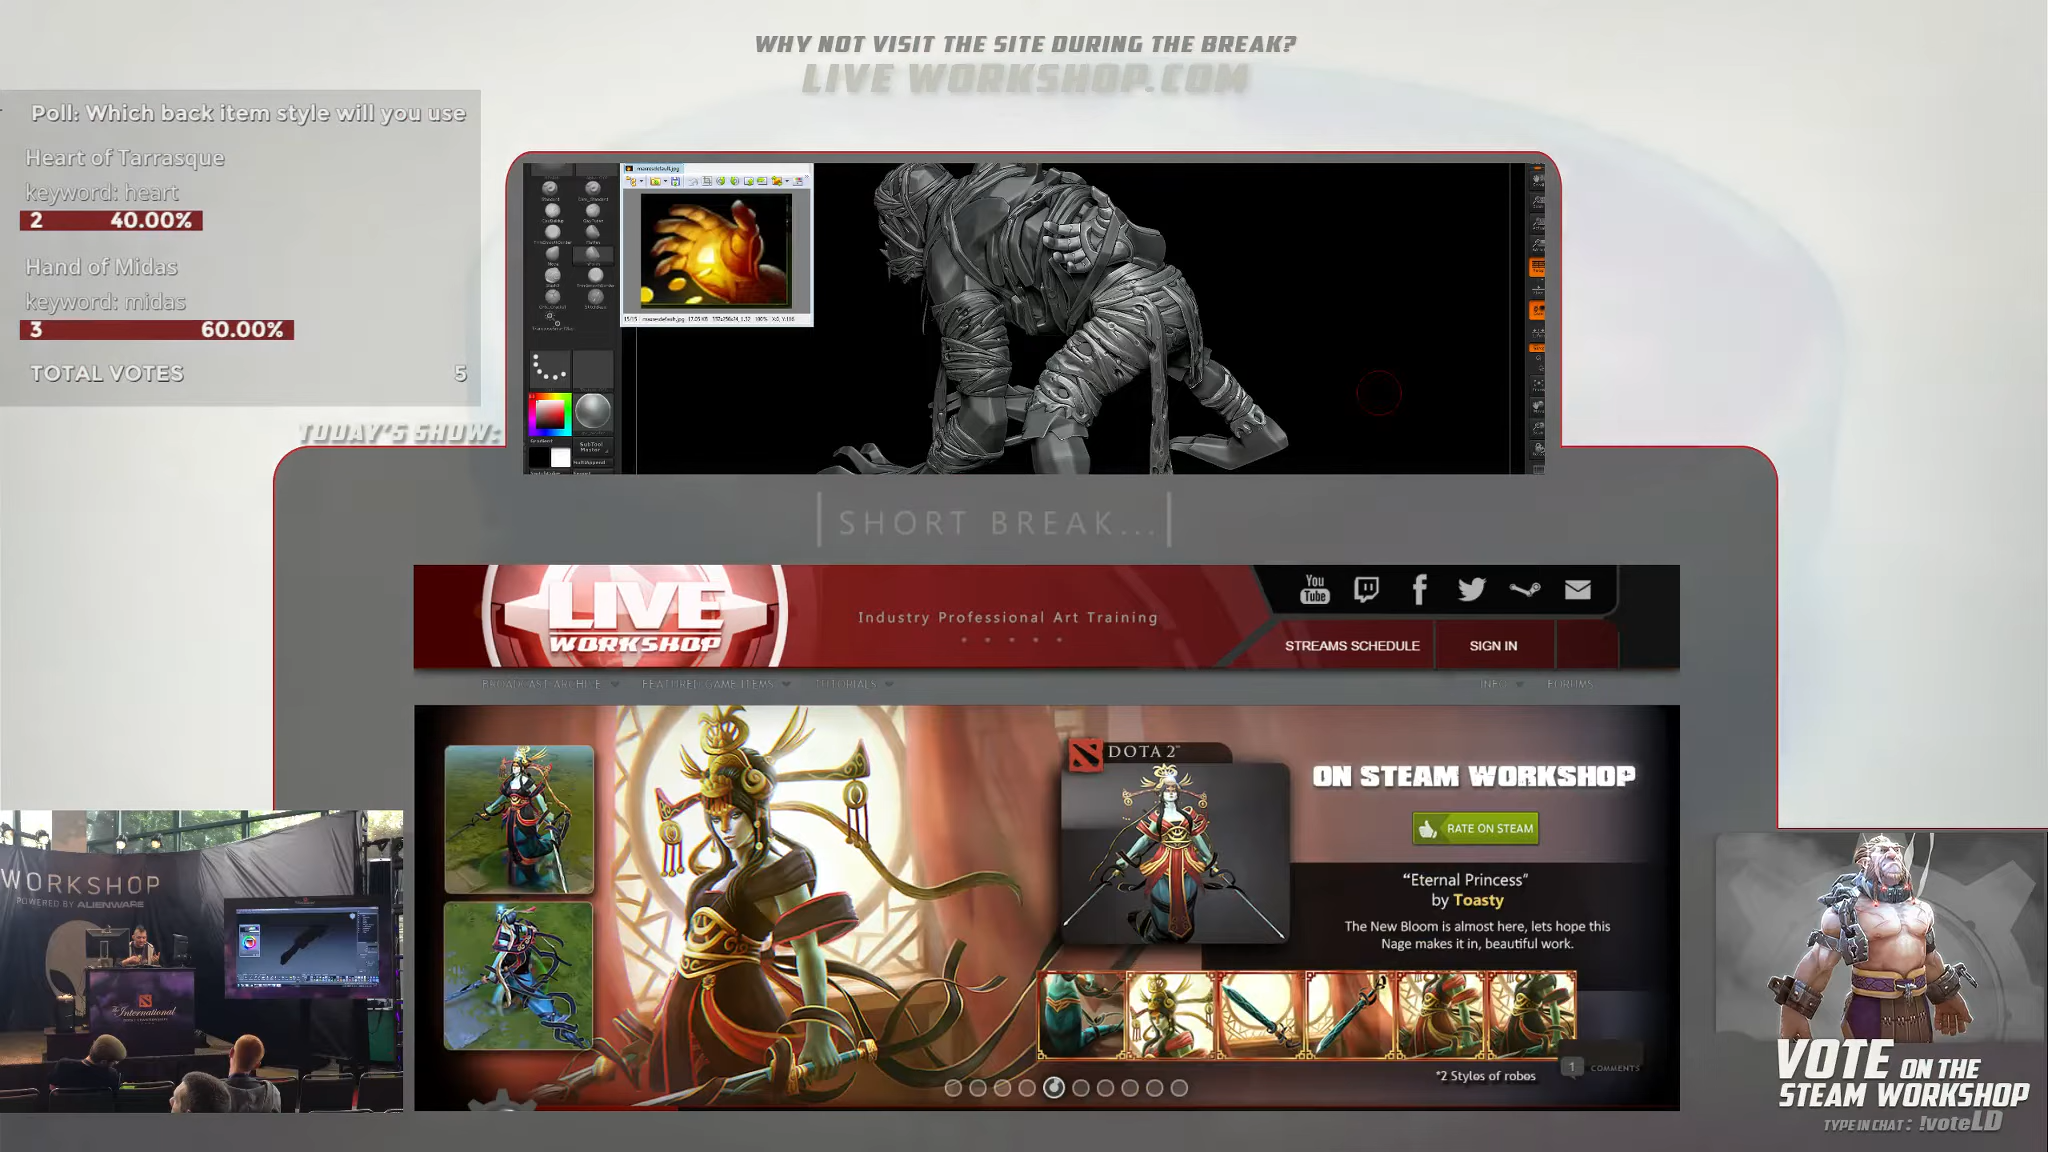 WHY NOT VISIT THE SITE DURING THE BREAK?
LIVE WORKSHOP.COM
Poll: Which back item style will you use
Heart of Tarrasque
keyword: heart
2 40.00%
Hand of Midas
keyword: midas
3 60.00%
TOTAL VOTES 5
TODAY'S SHOW:
SubTool
Master
SHORT BREAK...
LIVE
WORKSHOP
Industry Professional Art Training
You
Tube
STREAMS SCHEDULE
SIGN IN
BROADCAST ARCHIVE
FEATURED GAME ITEMS
TUTORIALS
INFO
FORUMS
DOTA 2
ON STEAM WORKSHOP
RATE ON STEAM
“Eternal Princess”
by Toasty
The New Bloom is almost here, lets hope this
Nage makes it in, beautiful work.
*2 Styles of robes
1 COMMENTS
WORKSHOP
POWERED BY ALIENWARE
The International
VOTE ON THE
STEAM WORKSHOP
TYPE IN CHAT : !voteLD